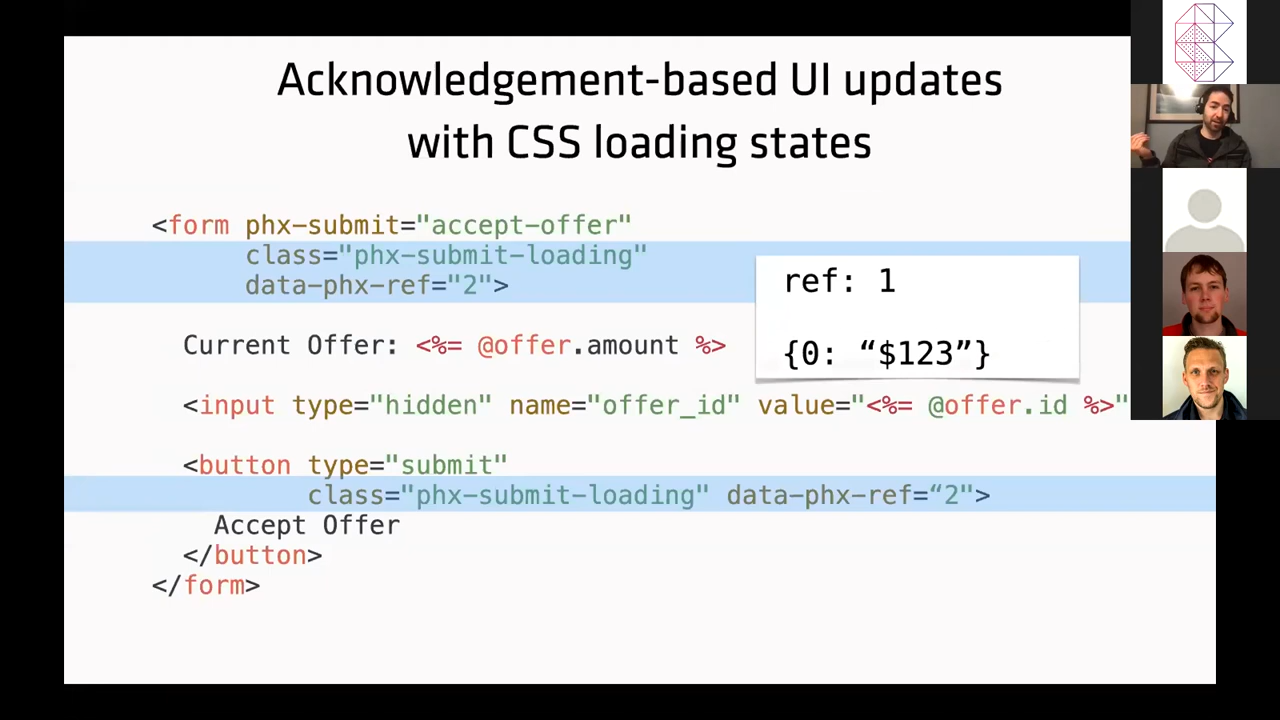 Acknowledgement-based UI updates
with CSS loading states
<form phx-submit="accept-offer"
class="phx-submit-loading"
data-phx-ref="2">
ref: 1
Current Offer: <%= @offer.amount %>
{0: “$123”}
<input type="hidden" name="offer_id" value="<%= @offer.id %>"
<button type="submit"
class="phx-submit-loading" data-phx-ref=“2">
Accept Offer
</button>
</form>